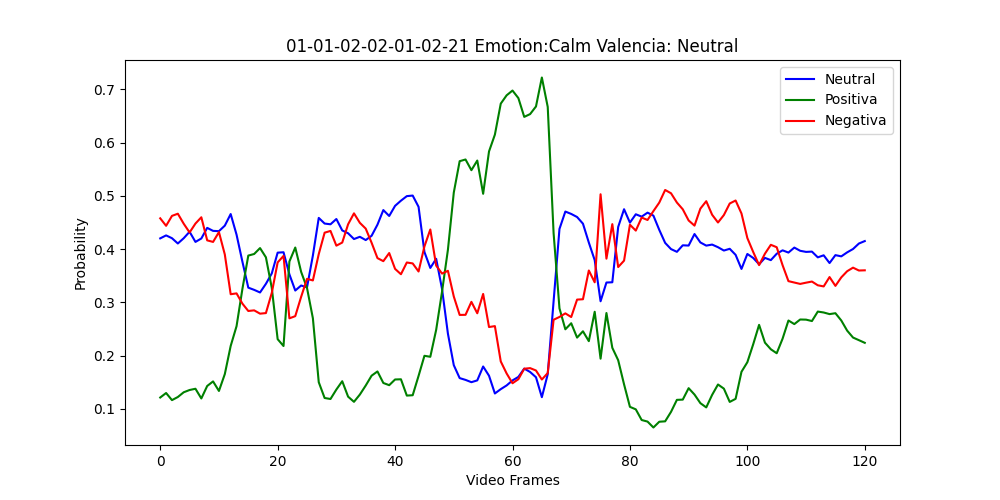 01-01-02-02-01-02-21 Emotion:Calm Valencia: Neutral
Neutral
Positiva
Negativa
Probability
0.7
0.6
0.5
0.4
0.3
0.2
0.1
0 20 40 60 80 100 120
Video Frames